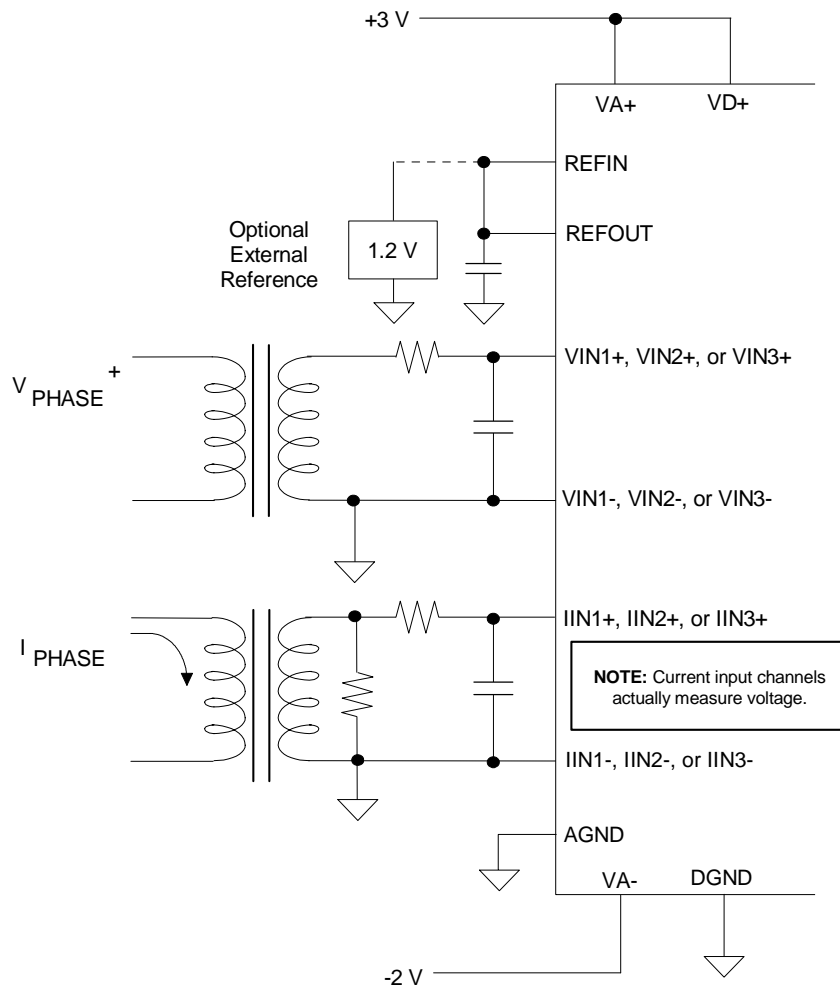 +3 V
VA+ VD+
REFIN
Optional
External
Reference
1.2 V
REFOUT
V PHASE +
VIN1+, VIN2+, or VIN3+
VIN1-, VIN2-, or VIN3-
I PHASE
IIN1+, IIN2+, or IIN3+
NOTE: Current input channels
actually measure voltage.
IIN1-, IIN2-, or IIN3-
AGND
VA- DGND
-2 V